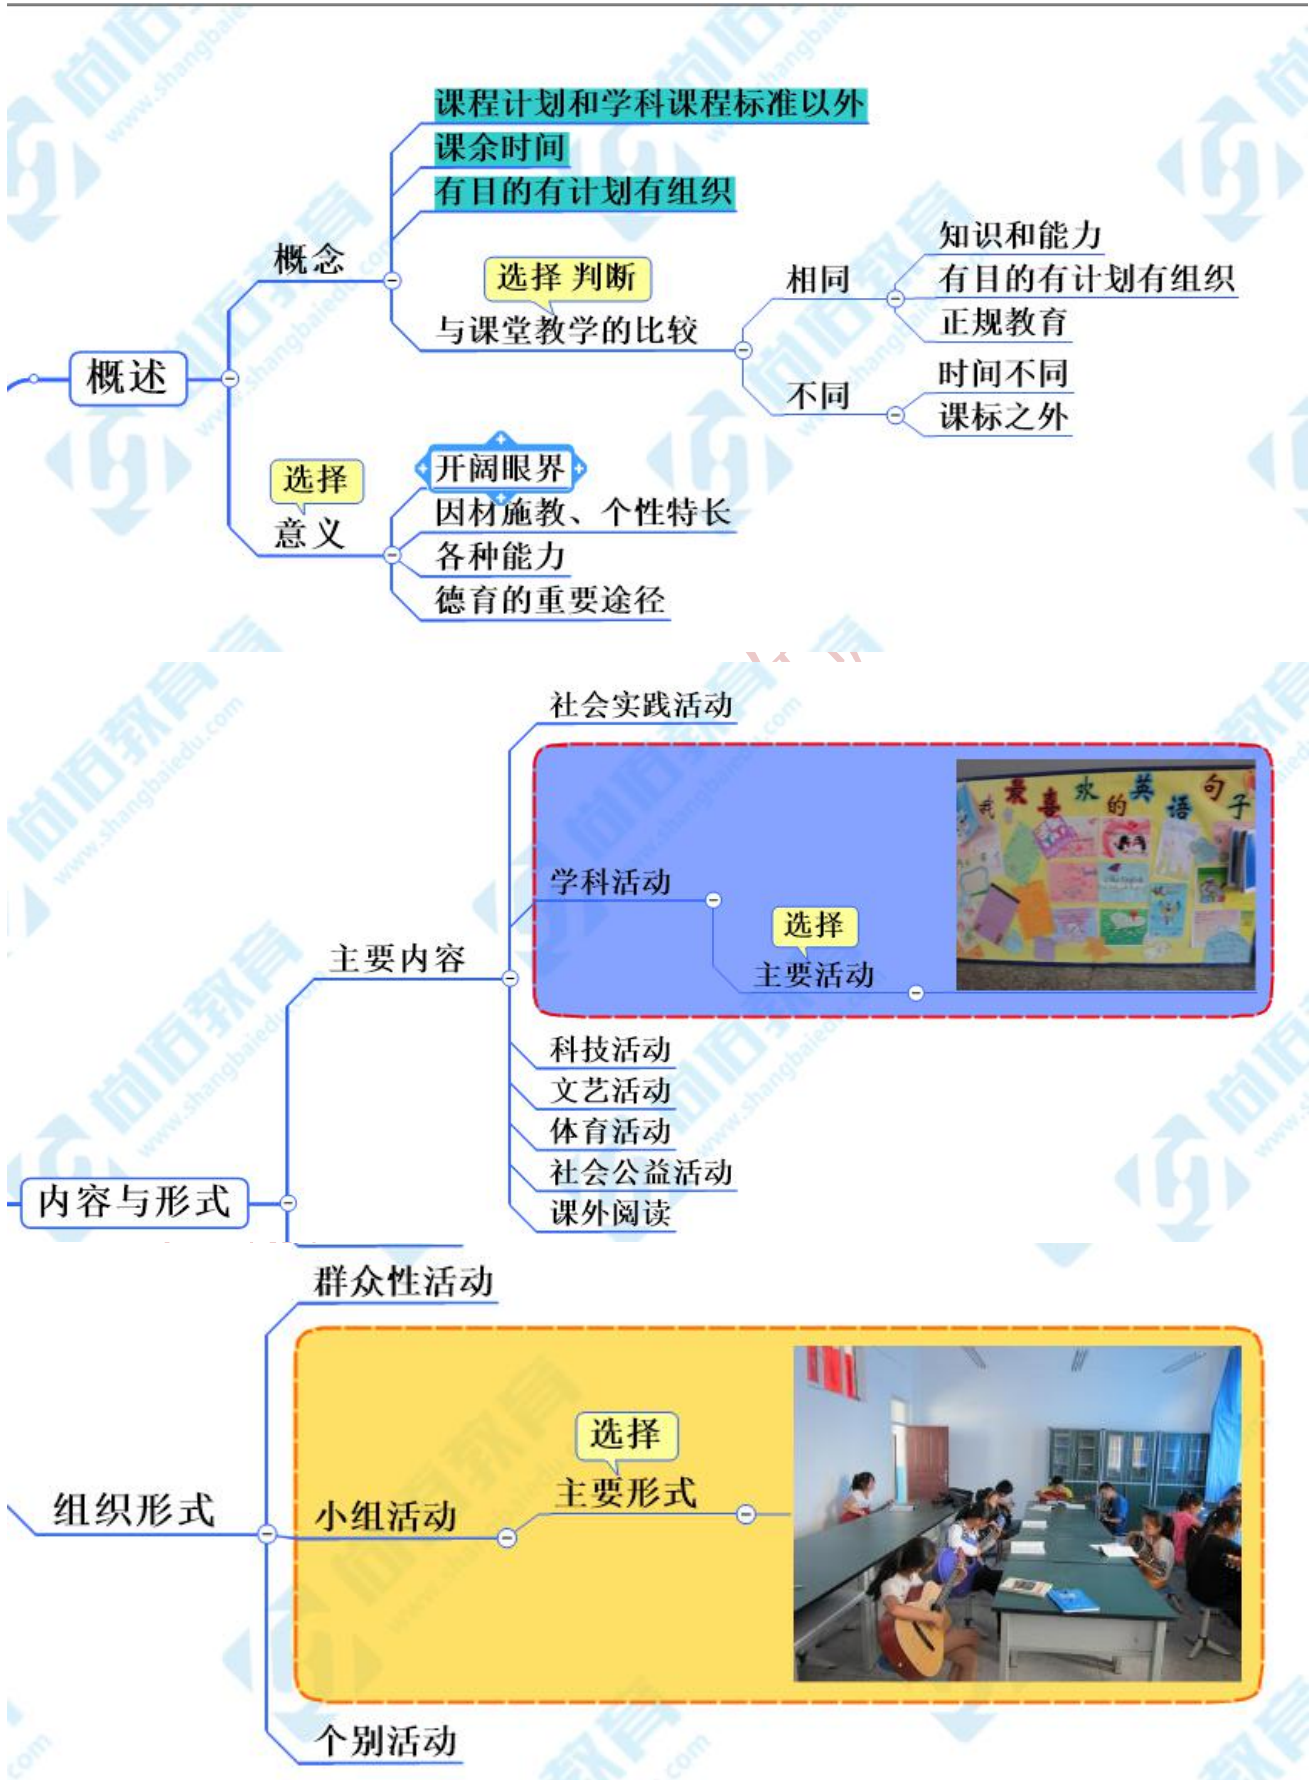 课程计划和学科课程标准以外
课余时间
有目的有计划有组织
概念
选择 判断
与课堂教学的比较
相同
知识和能力
有目的有计划有组织
正规教育
不同
时间不同
课标之外
概述
选择
意义
开阔眼界
因材施教、个性特长
各种能力
德育的重要途径
社会实践活动
学科活动
选择
主要活动
我最喜欢的英语句子
主要内容
科技活动
文艺活动
体育活动
社会公益活动
课外阅读
内容与形式
群众性活动
选择
主要形式
小组活动
组织形式
个别活动
尚佰教育
www.shangbaiedu.com